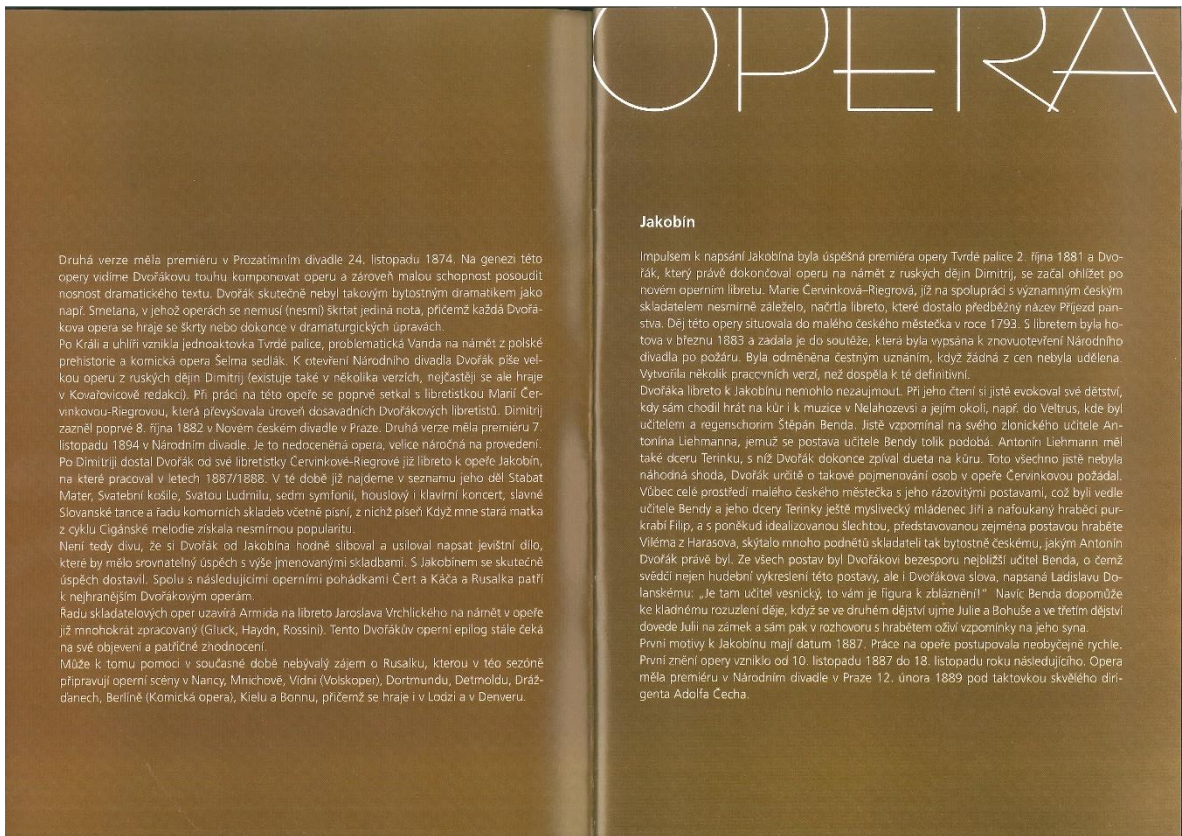 Druhá verze měla premiéru v Prozatímním divadle 24. listopadu 1874. Na genezi této
opery vidíme Dvořákovu touhu komponovat operu a zároveň malou schopnost posoudit
nosnost dramatického textu. Dvořák skutečně nebyl takovým bytostným dramatikem jako
např. Smetana, v jehož operách se nemusí (nesmí) škrtat jediná nota, přičemž každá Dvořá-
kova opera se hraje se škrty nebo dokonce v dramaturgických úpravách.
Po Králi a uhlíři vznikla jednoaktovka Tvrdé palice, problematická Vanda na námět z polské
prehistorie a komická opera Šelma sedlák. K otevření Národního divadla Dvořák píše vel-
kou operu z ruských dějin Dimitrij (existuje také v několika verzích, nejčastěji se ale hraje
v Kovařovicově redakci). Při práci na této opeře se poprvé setkal s libretistkou Marií Čer-
vinkovou-Riegrovou, která převyšovala úroveň dosavadních Dvořákových libretistů. Dimitrij
zazněl poprvé 8. října 1882 v Novém českém divadle v Praze. Druhá verze měla premiéru 7.
listopadu 1894 v Národním divadle. Je to nedoceněná opera, velice náročná na provedení.
Po Dimitriji dostal Dvořák od své libretistky Červinkové-Riegrové již libreto k opeře Jakobín,
na které pracoval v letech 1887/1888. V té době již najdeme v seznamu jeho děl Stabat
Mater, Svatební košile, Svatou Ludmilu, sedm symfonií, houslový i klavírní koncert, slavné
Slovanské tance a řadu komorních skladeb včetně písní, z nichž píseň Když mne stará matka
z cyklu Cigánské melodie získala nesmírnou popularitu.
Není tedy divu, že si Dvořák od Jakobína hodně sliboval a usiloval napsat jevištní dílo,
které by mělo srovnatelný úspěch s výše jmenovanými skladbami. S Jakobínem se skutečně
úspěch dostavil. Spolu s následujícími operními pohádkami Čert a Káča a Rusalka patří
k nejhranějším Dvořákovým operám.
Řadu skladatelových oper uzavírá Armida na libreto Jaroslava Vrchlického na námět v opeře
již mnohokrát zpracovaný (Gluck, Haydn, Rossini). Tento Dvořákův operní epilog stále čeká
na své objevení a patřičné zhodnocení.
Může k tomu pomoci v současné době nebývalý zájem o Rusalku, kterou v téo sezóně
připravují operní scény v Nancy, Mnichově, Vídni (Volksoper), Dortmundu, Detmoldu, Dráž-
ďanech, Berlíně (Komická opera), Kielu a Bonnu, přičemž se hraje i v Lodzi a v Denveru.
OPERA
Jakobín
Impulsem k napsání Jakobína byla úspěšná premiéra opery Tvrdé palice 2. října 1881 a Dvo-
řák, který právě dokončoval operu na námět z ruských dějin Dimitrij, se začal ohlížet po
novém operním libretu. Marie Červinková–Riegrová, jíž na spolupráci s významným českým
skladatelem nesmírně záleželo, načrtla libreto, které dostalo předběžný název Příjezd pan-
stva. Děj této opery situovala do malého českého městečka v roce 1793. S libretem byla ho-
tova v březnu 1883 a zadala je do soutěže, která byla vypsána k znovuotevření Národního
divadla po požáru. Byla odměněna čestným uznáním, když žádná z cen nebyla udělena.
Vytvořila několik pracovních verzí, než dospěla k té definitivní.
Dvořáka libreto k Jakobínu nemohlo nezaujmout. Při jeho čtení si jistě evokoval své dětství,
kdy sám chodil hrát na kůr i k muzice v Nelahozevsi a jejím okolí, např. do Veltrus, kde byl
učitelem a regenschorim Štěpán Benda. Jistě vzpomínal na svého zlonického učitele An-
tonína Liehmanna, jemuž se postava učitele Bendy tolik podobá. Antonín Liehmann měl
také dceru Terinku, s níž Dvořák dokonce zpíval dueta na kůru. Toto všechno jistě nebyla
náhodná shoda, Dvořák určitě o takové pojmenování osob v opeře Červinkovou požádal.
Vůbec celé prostředí malého českého městečka s jeho rázovitými postavami, což byli vedle
učitele Bendy a jeho dcery Terinky ještě myslivecký mládenec Jiří a nafoukaný hraběcí pur-
krabí Filip, a s poněkud idealizovanou šlechtou, představovanou zejména postavou hraběte
Viléma z Harasova, skýtalo mnoho podnětů skladateli tak bytostně českému, jakým Antonín
Dvořák právě byl. Ze všech postav byl Dvořákovi bezesporu nejbližší učitel Benda, o čemž
svědčí nejen hudební vykreslení této postavy, ale i Dvořákova slova, napsaná Ladislavu Do-
lanskému: „Je tam učitel vesnický, to vám je figura k zbláznění!“ Navíc Benda dopomůže
ke kladnému rozuzlení děje, když se ve druhém dějství ujme Julie a Bohuše a ve třetím dějství
dovede Julii na zámek a sám pak v rozhovoru s hrabětem oživí vzpomínky na jeho syna.
První motivy k Jakobínu mají datum 1887. Práce na opeře postupovala neobyčejně rychle.
První znění opery vzniklo od 10. listopadu 1887 do 18. listopadu roku následujícího. Opera
měla premiéru v Národním divadle v Praze 12. února 1889 pod taktovkou skvělého diri-
genta Adolfa Čecha.